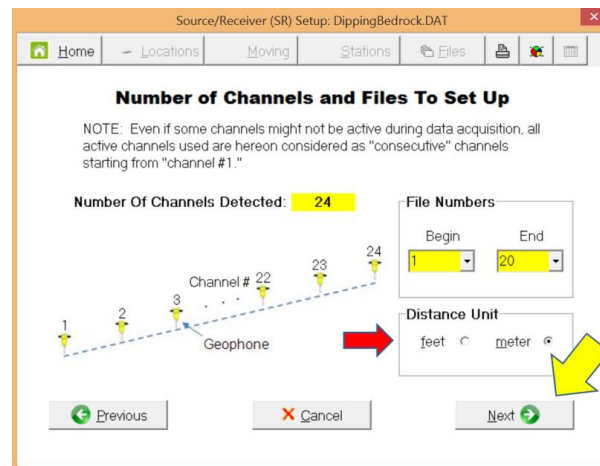 Source/Receiver (SR) Setup: DippingBedrock.DAT
Home Locations Moving Stations Files
Number of Channels and Files To Set Up
NOTE: Even if some channels might not be active during data acquisition, all
active channels used are hereon considered as "consecutive" channels
starting from "channel #1."
Number Of Channels Detected: 24
File Numbers
Begin End
1 20
Channel #
1 2 3 . . . 22 23 24
Geophone
Distance Unit
feet meter
Previous Cancel Next